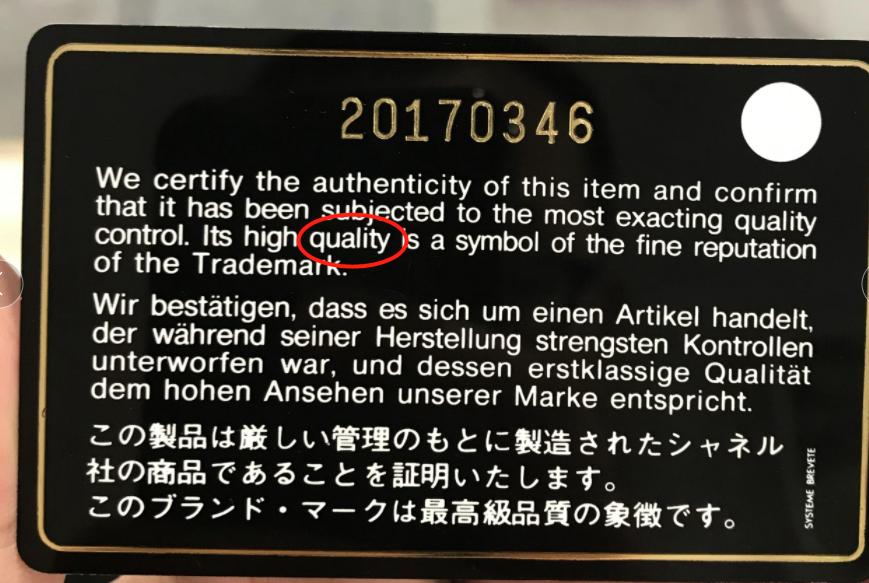 20170346
We certify the authenticity of this item and confirm
that it has been subjected to the most exacting quality
control. Its high quality is a symbol of the fine reputation
of the Trademark.
Wir bestätigen, dass es sich um einen Artikel handelt,
der während seiner Herstellung strengsten Kontrollen
unterworfen war, und dessen erstklassige Qualität
dem hohen Ansehen unserer Marke entspricht.
この製品は厳しい管理のもとに製造されたシャネル
社の商品であることを証明いたします。
このブランド・マークは最高級品質の象徴です。
SYSTEME BREVETE